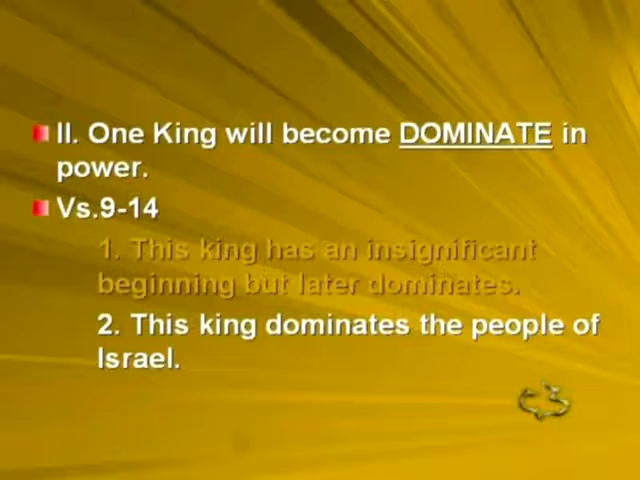 II. One King will become DOMINATE in
power.
Vs.9-14
1. This king has an insignificant
beginning but later dominates.
2. This king dominates the people of
Israel.